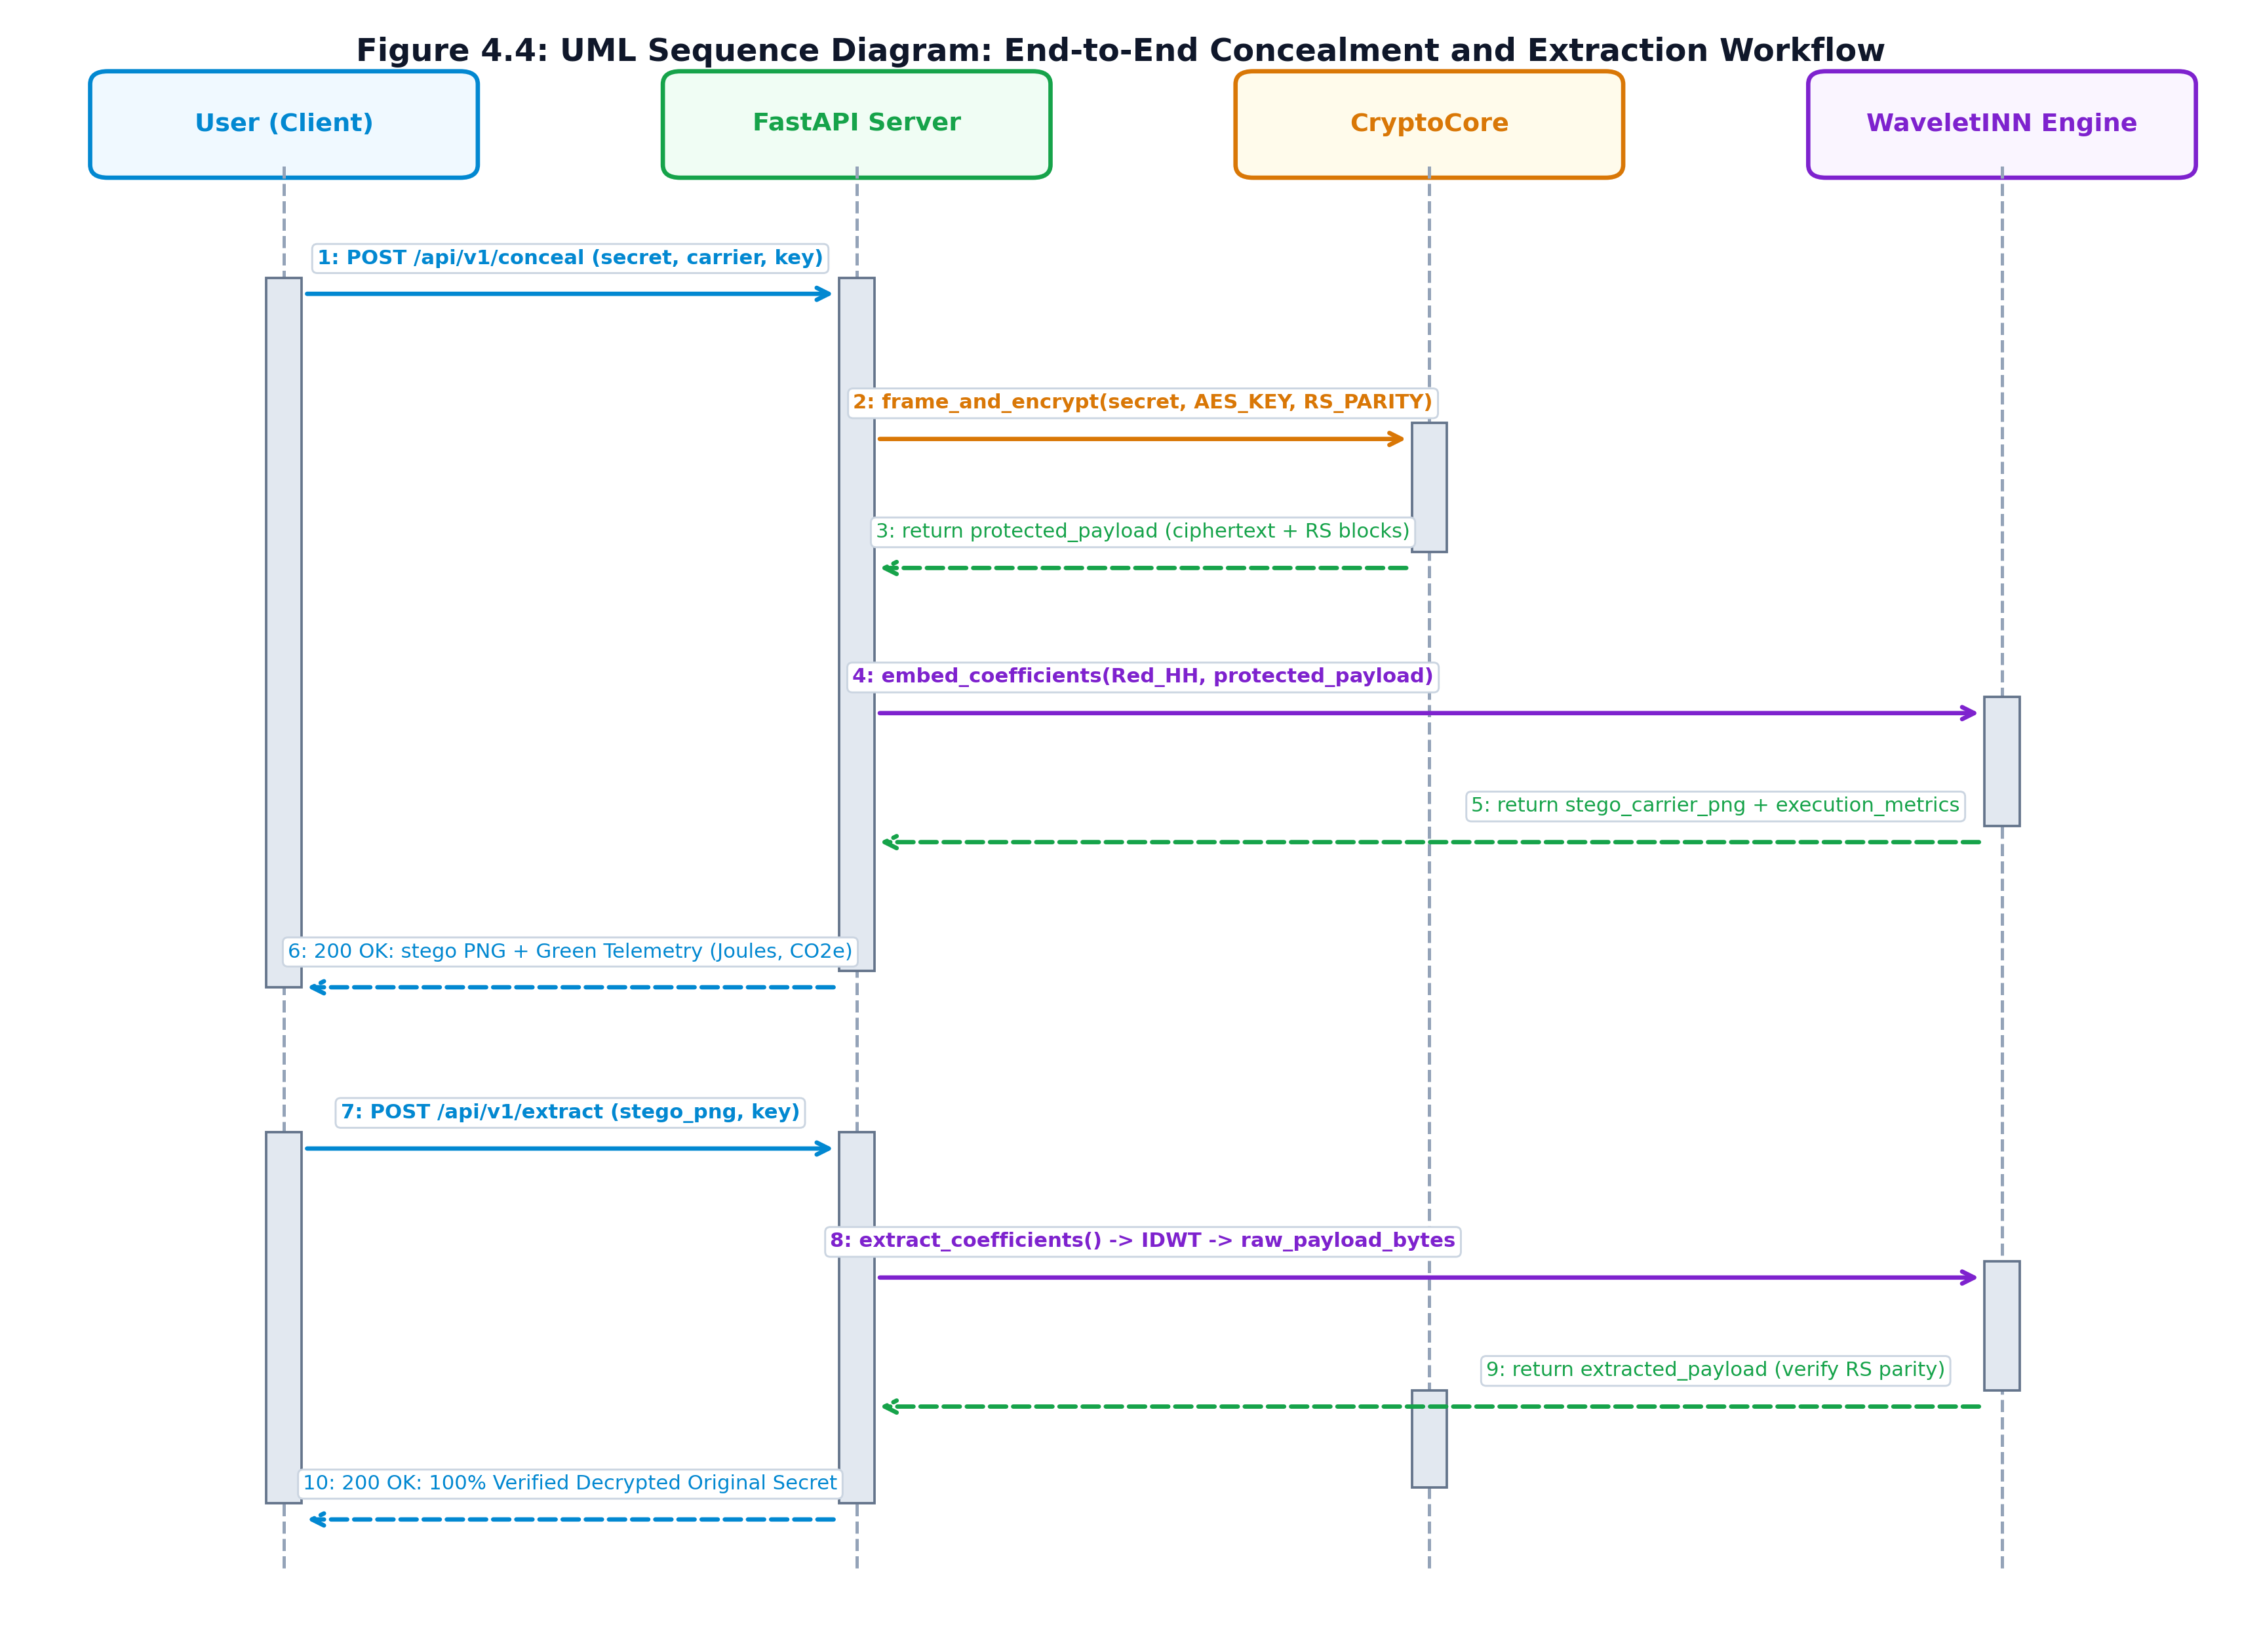 Figure 4.4: UML Sequence Diagram: End-to-End Concealment and Extraction Workflow
User (Client)
FastAPI Server
CryptoCore
WaveletINN Engine
1: POST /api/v1/conceal (secret, carrier, key)
2: frame_and_encrypt(secret, AES_KEY, RS_PARITY)
3: return protected_payload (ciphertext + RS blocks)
4: embed_coefficients(Red_HH, protected_payload)
5: return stego_carrier_png + execution_metrics
6: 200 OK: stego PNG + Green Telemetry (Joules, CO2e)
7: POST /api/v1/extract (stego_png, key)
8: extract_coefficients() -> IDWT -> raw_payload_bytes
9: return extracted_payload (verify RS parity)
10: 200 OK: 100% Verified Decrypted Original Secret